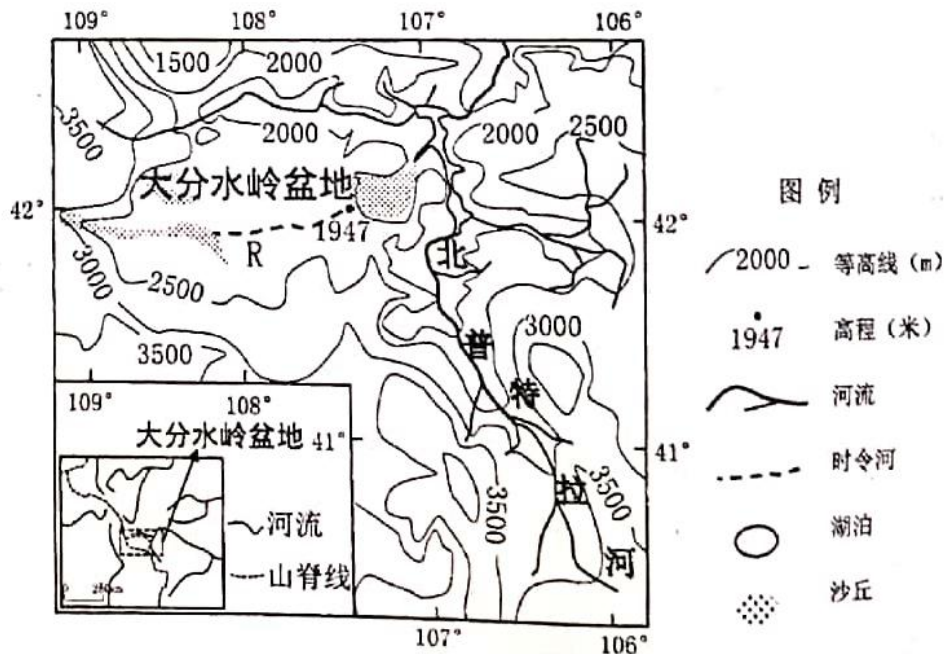 109° 108° 107° 106°
1500 2000
3500
2000 2000 2500
大分水岭盆地
42° 42°
1947
R 北
3000
2500
3000
普
3500
特
109° 108°
大分水岭盆地
41° 41°
3500 拉 3500
河流 河
山脊线
107° 106°
图 例
2000 等高线（m）
1947 高程（米）
河流
时令河
湖泊
沙丘